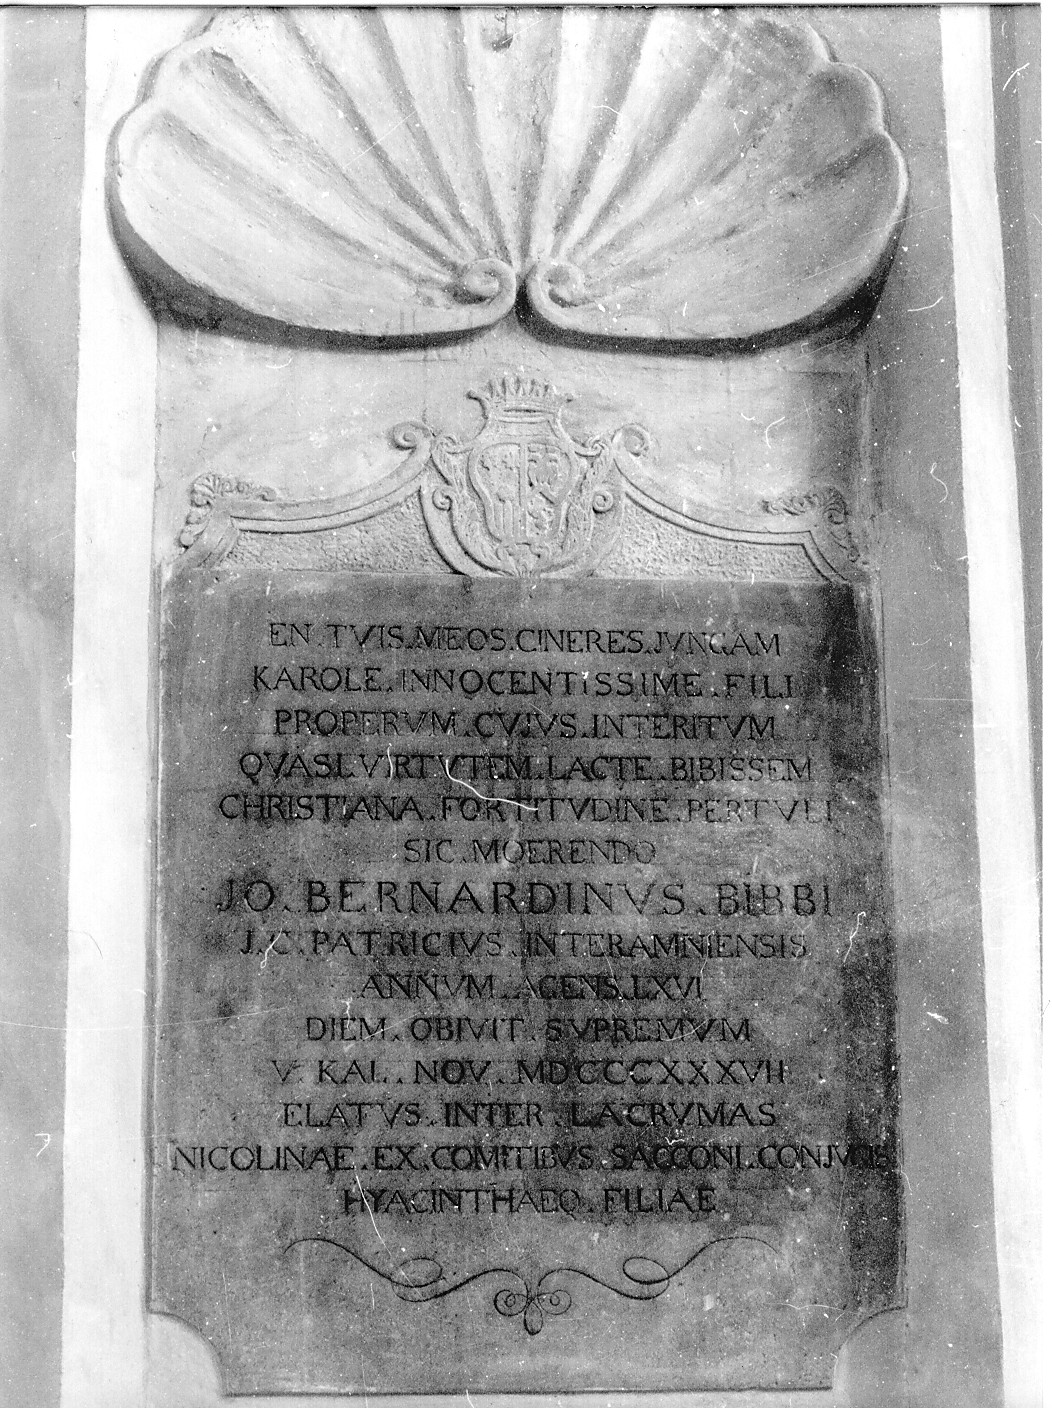 EN.TVIS.MEOS.CINERES.JVNGAM
KAROLE.INNOCENTISSIME.FILI
PROPERVM.CVJVS.INTERITVM
QVASI.VIRTVTEM.LACTE.BIBISSEM
CHRISTIANA.FORTITVDINE.PERTVLI
SIC.MOERENDO
JO.BERNARDINVS.BIBBI
J.C.PATRICIVS.INTERAMNIENSIS
ANNVM.AGENS.LXVI
DIEM.OBIVIT.SVPREMVM
V.KAL.NOV.MDCCCXXXVII
ELATVS.INTER.LACRVMAS
NICOLINAE.EX.COMITIBVS.SACCONI.CONJVGIS
HYACINTHAEQ.FILIAE